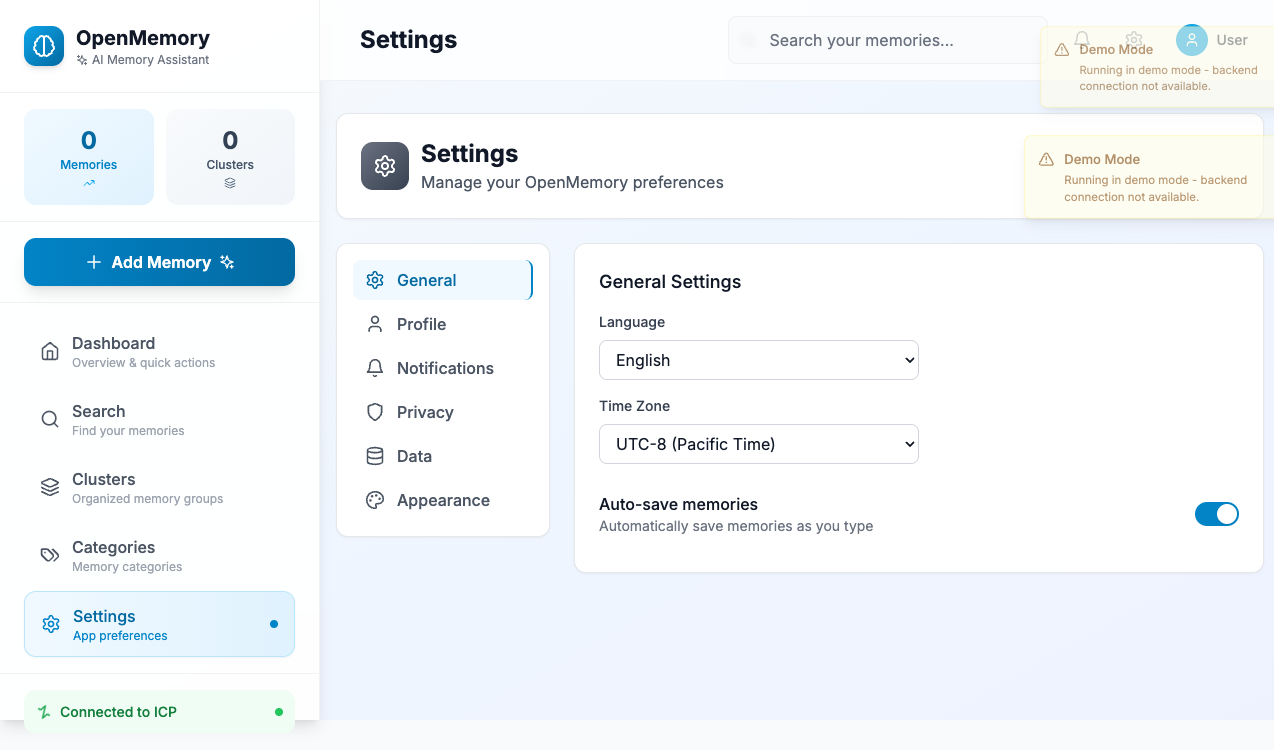 OpenMemory
AI Memory Assistant
0
Memories
0
Clusters
Add Memory
Dashboard
Overview & quick actions
Search
Find your memories
Clusters
Organized memory groups
Categories
Memory categories
Settings
App preferences
Connected to ICP
Settings
Search your memories...
User
Demo Mode
Running in demo mode - backend
connection not available.
Settings
Manage your OpenMemory preferences
Demo Mode
Running in demo mode - backend
connection not available.
General
Profile
Notifications
Privacy
Data
Appearance
General Settings
Language
English
Time Zone
UTC-8 (Pacific Time)
Auto-save memories
Automatically save memories as you type